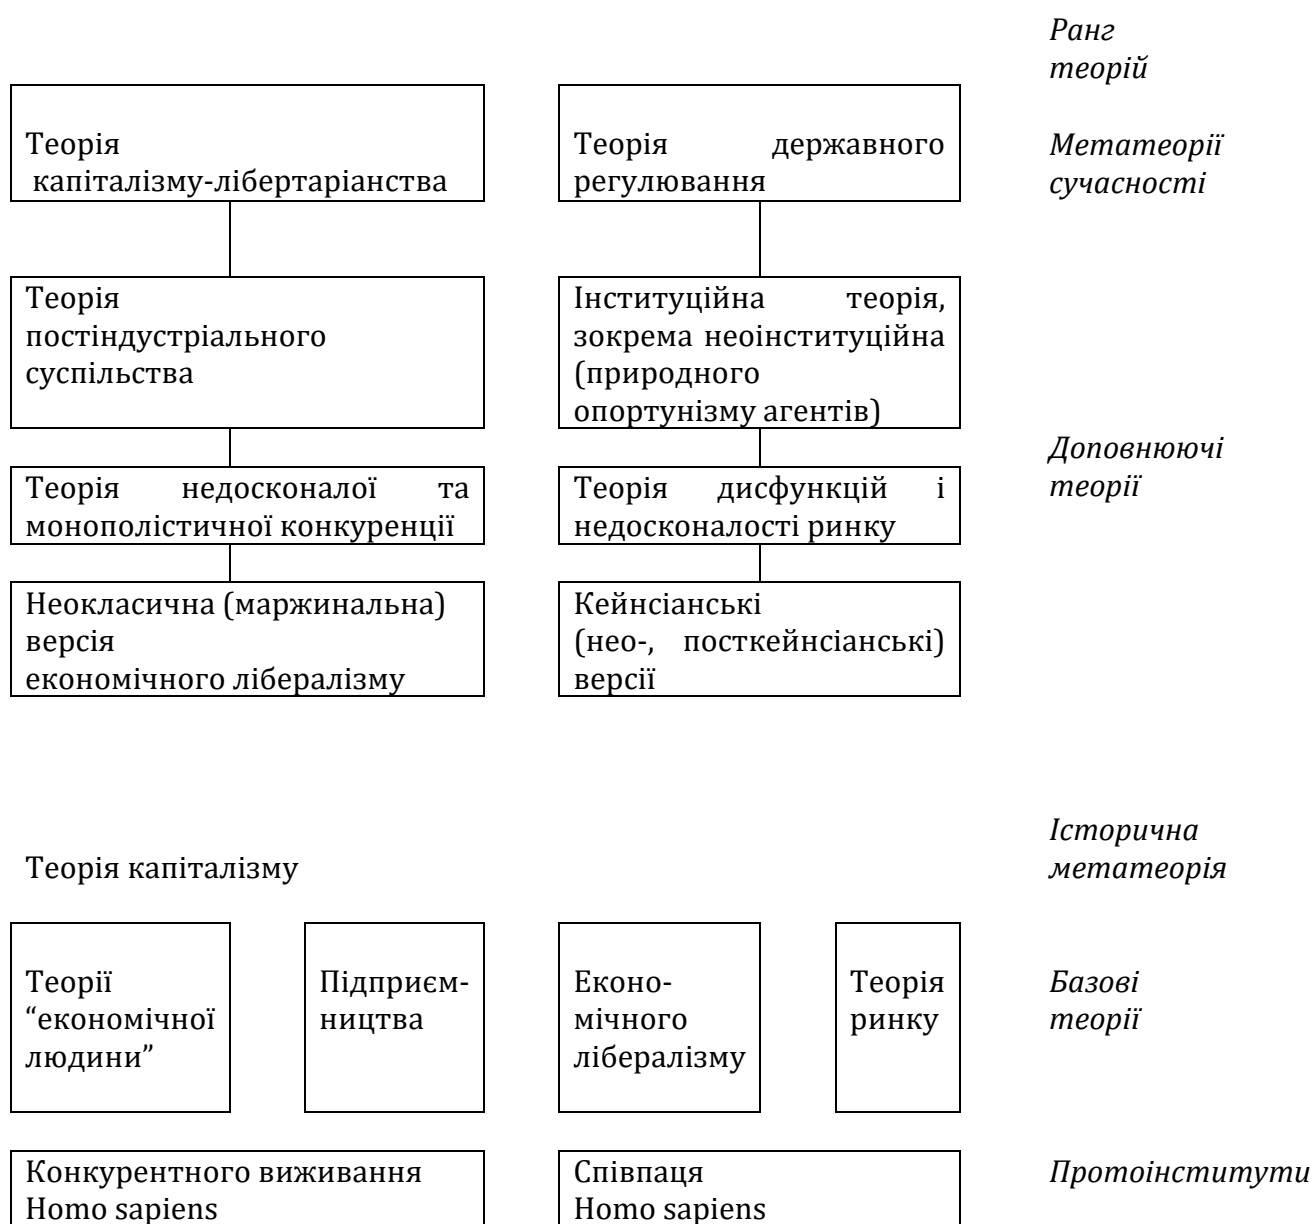 Ранг
теорій
Теорія
капіталізму-лібертаріанства
Теорія державного
регулювання
Метатеорії
сучасності
Теорія
постіндустріального
суспільства
Інституційна теорія,
зокрема неоінституційна
(природного
опортунізму агентів)
Доповнюючі
теорії
Теорія недосконалої та
монополістичної конкуренції
Теорія дисфункцій і
недосконалості ринку
Неокласична (маржинальна)
версія
економічного лібералізму
Кейнсіанські
(нео-, посткейнсіанські)
версії
Історична
метатеорія
Теорія капіталізму
Теорії
“економічної
людини”
Підприєм-
ництва
Еконо-
мічного
лібералізму
Теорія
ринку
Базові
теорії
Конкурентного виживання
Homo sapiens
Співпаця
Homo sapiens
Протоінститути